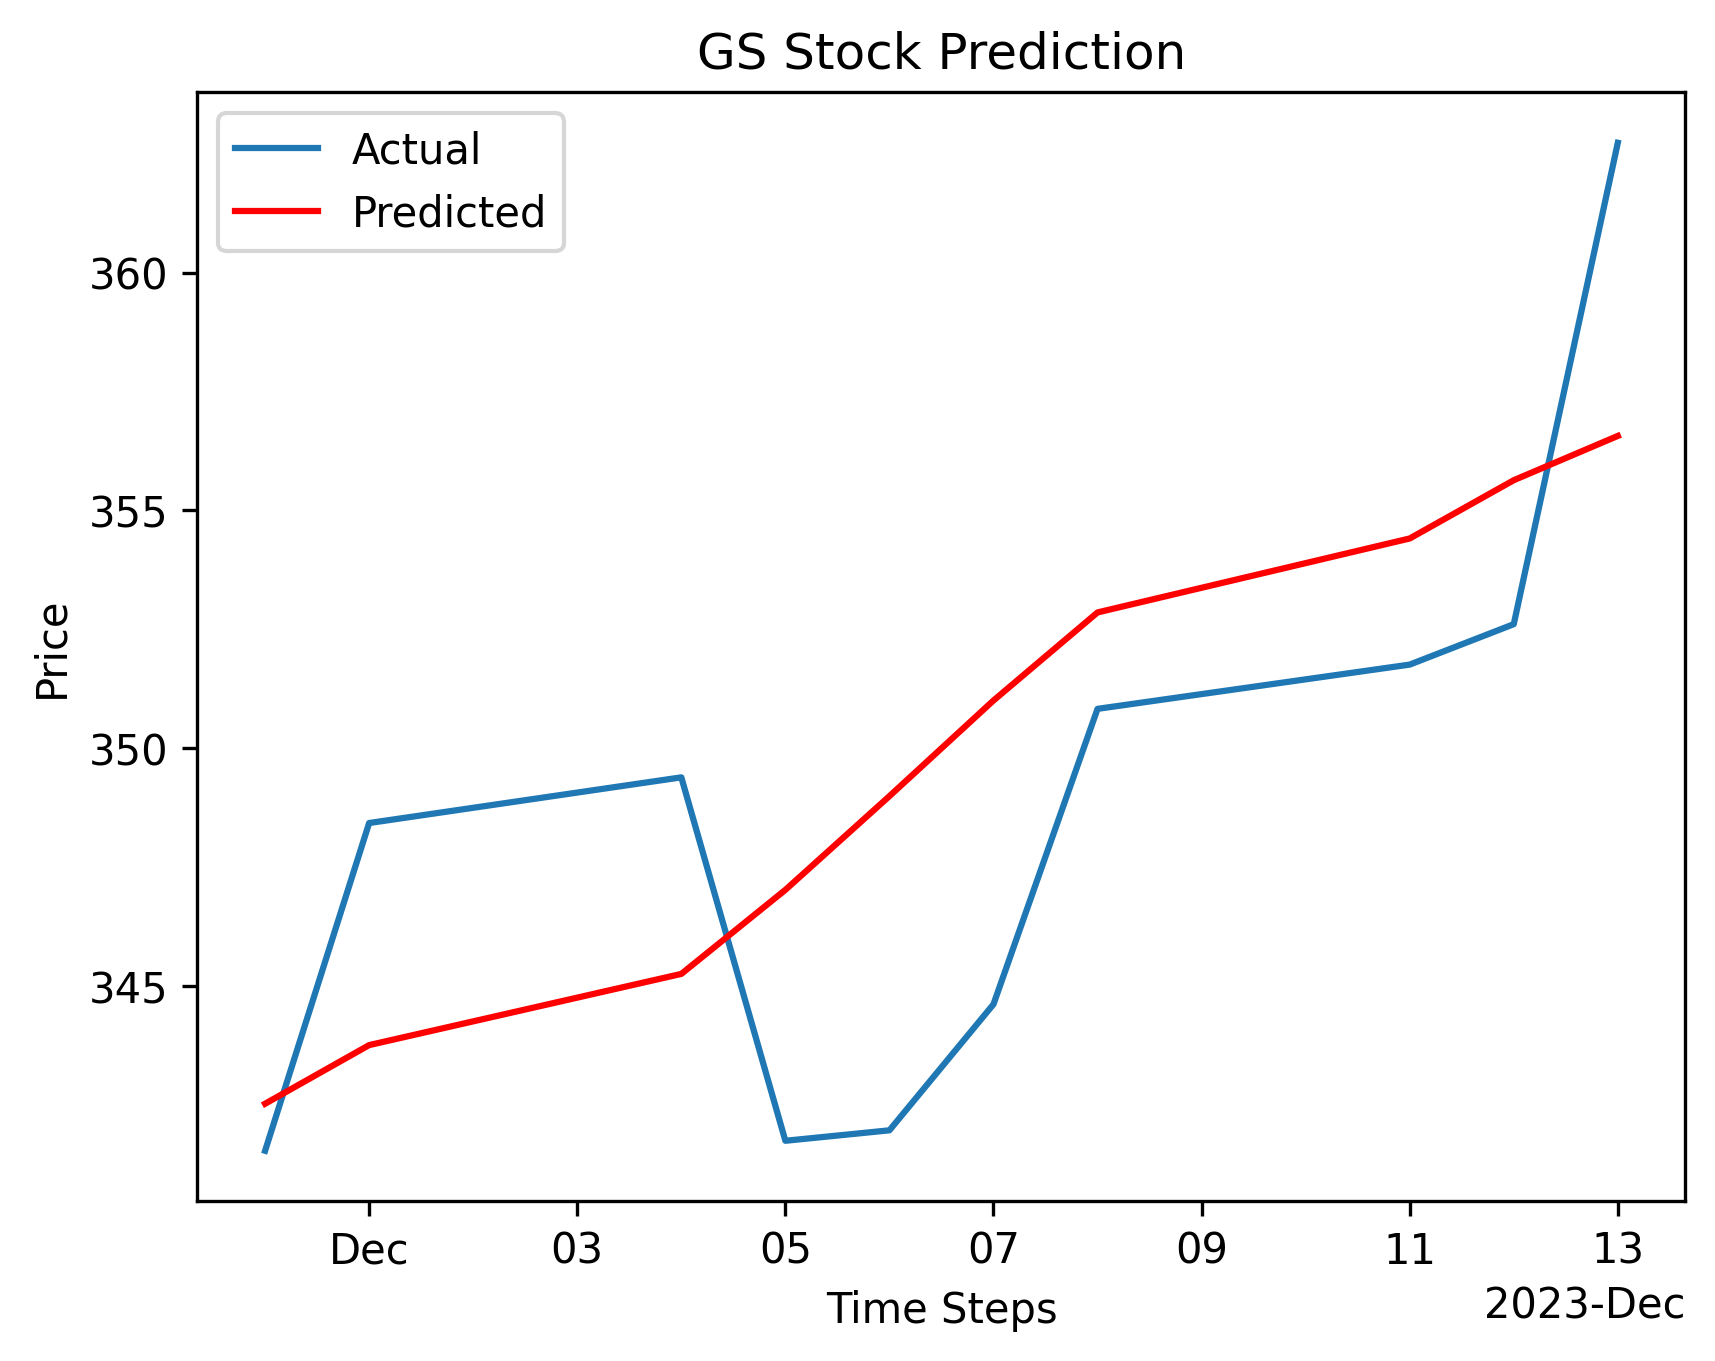 GS Stock Prediction
Actual
Predicted
360
355
350
345
Price
Dec 03 05 07 09 11 13
2023-Dec
Time Steps